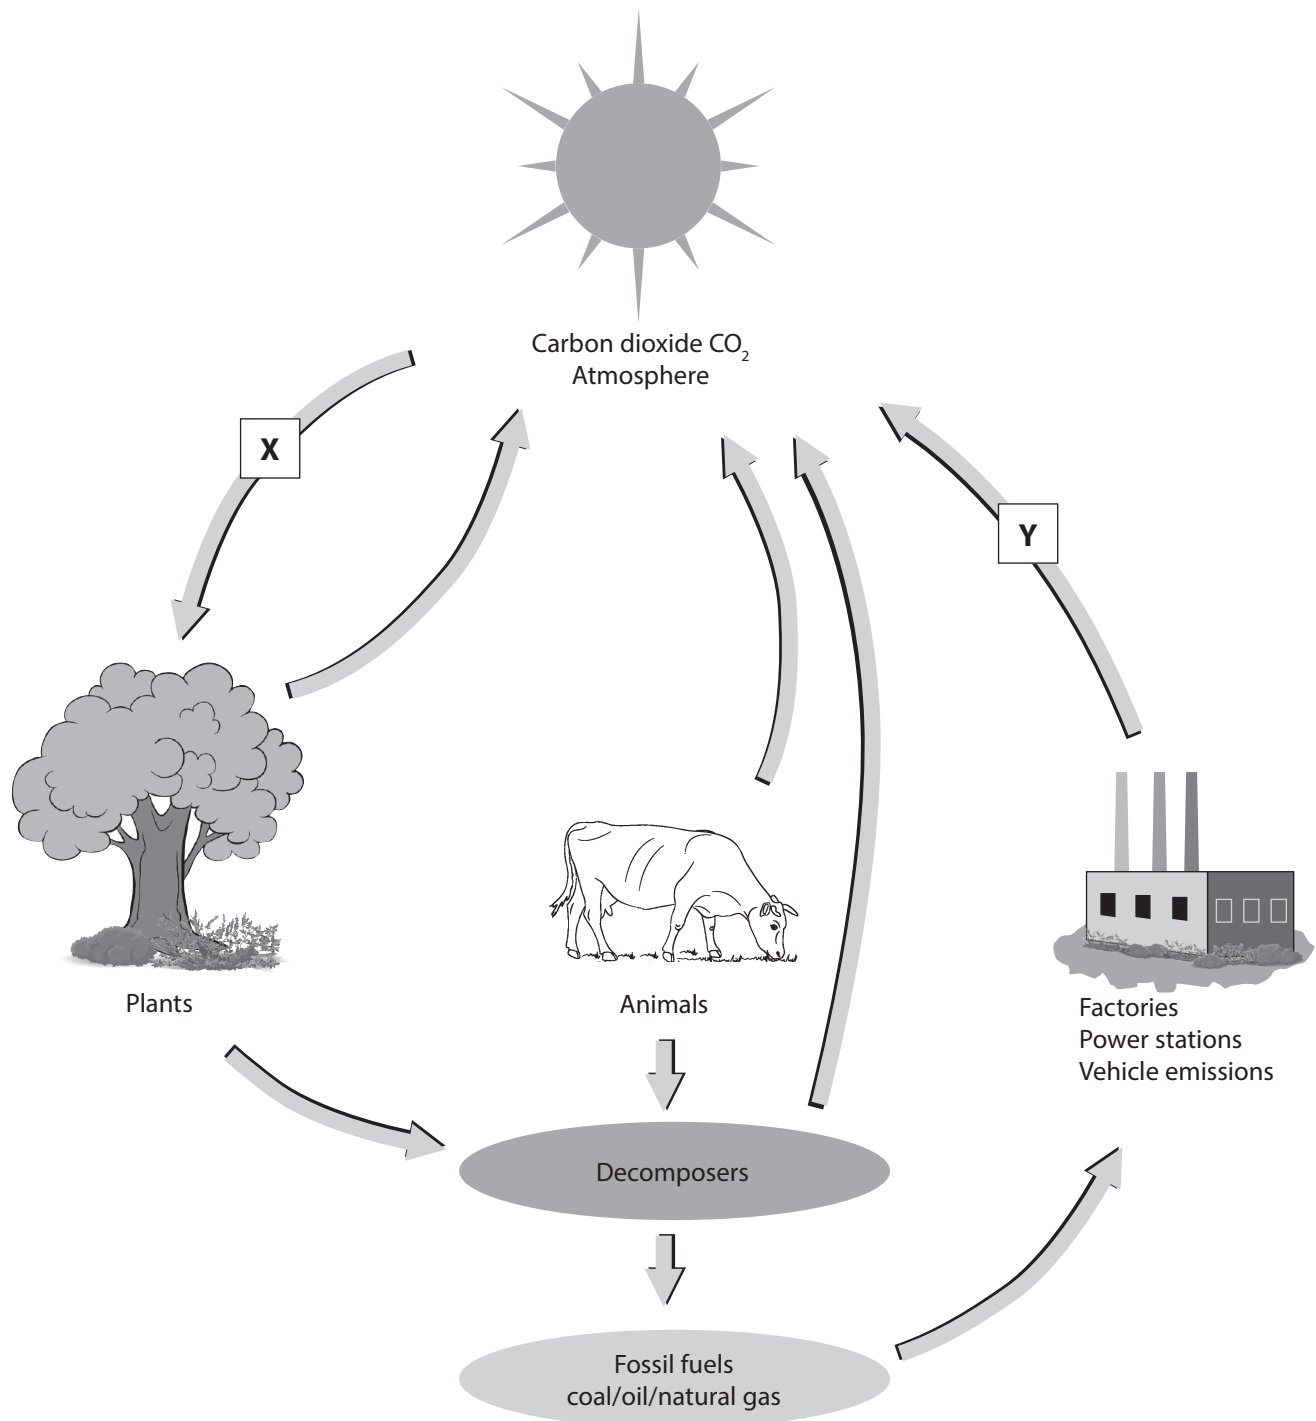 Carbon dioxide CO₂
Atmosphere
X
Y
Plants
Animals
Factories
Power stations
Vehicle emissions
Decomposers
Fossil fuels
coal/oil/natural gas